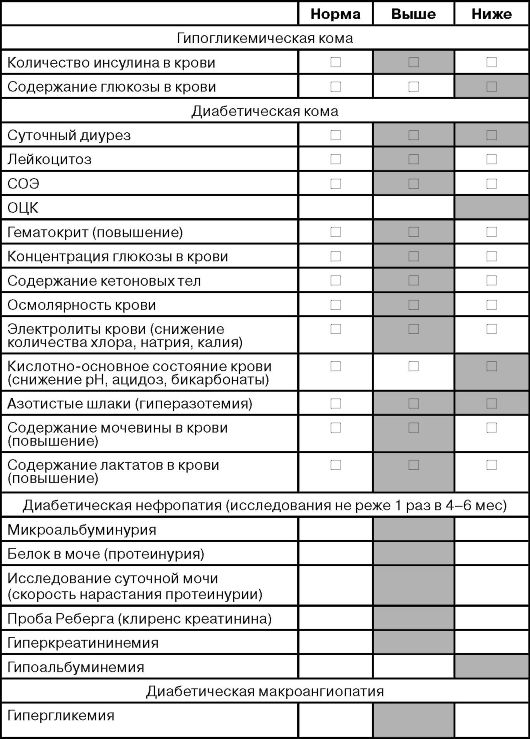 Норма Выше Ниже
Гипогликемическая кома
Количество инсулина в крови
Содержание глюкозы в крови
Диабетическая кома
Суточный диурез
Лейкоцитоз
СОЭ
ОЦК
Гематокрит (повышение)
Концентрация глюкозы в крови
Содержание кетоновых тел
Осмолярность крови
Электролиты крови (снижение
количества хлора, натрия, калия)
Кислотно-основное состояние крови
(снижение pH, ацидоз, бикарбонаты)
Азотистые шлаки (гиперазотемия)
Содержание мочевины в крови
(повышение)
Содержание лактатов в крови
(повышение)
Диабетическая нефропатия (исследования не реже 1 раз в 4–6 мес)
Микроальбуминурия
Белок в моче (протеинурия)
Исследование суточной мочи
(скорость нарастания протеинурии)
Проба Реберга (клиренс креатинина)
Гиперкреатининемия
Гипоальбуминемия
Диабетическая макроангиопатия
Гипергликемия